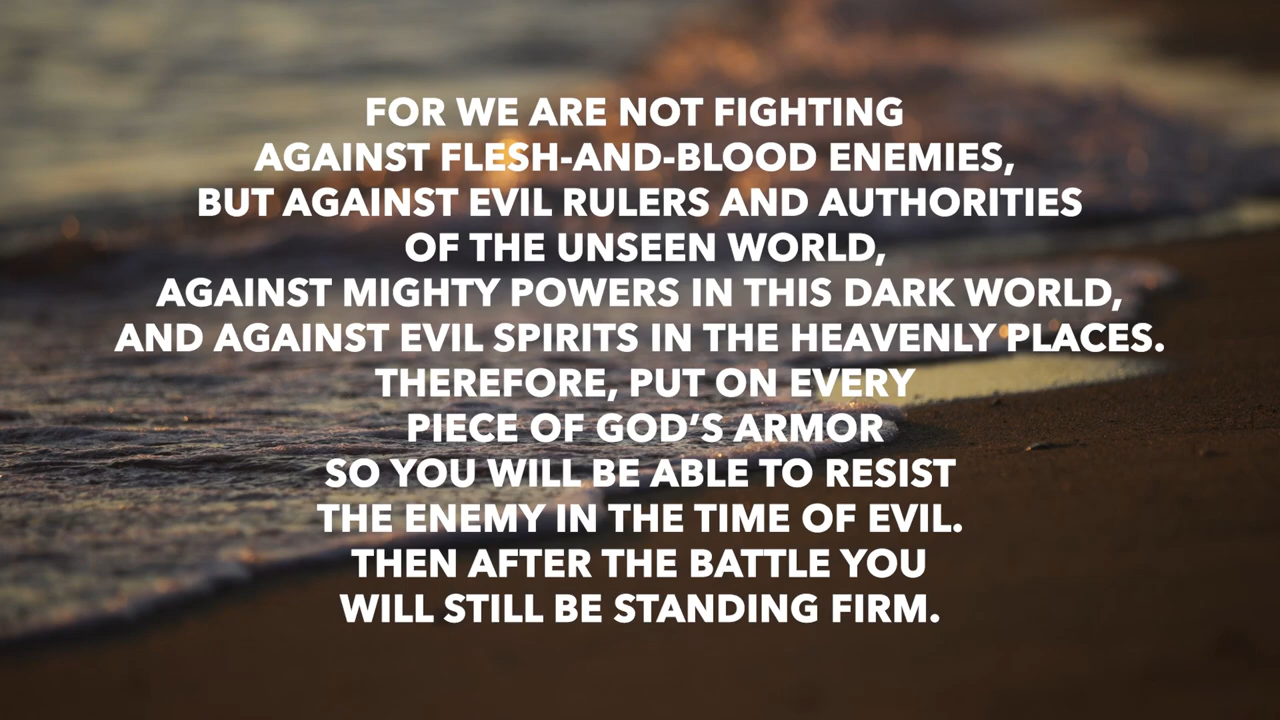 FOR WE ARE NOT FIGHTING
AGAINST FLESH-AND-BLOOD ENEMIES,
BUT AGAINST EVIL RULERS AND AUTHORITIES
OF THE UNSEEN WORLD,
AGAINST MIGHTY POWERS IN THIS DARK WORLD,
AND AGAINST EVIL SPIRITS IN THE HEAVENLY PLACES.
THEREFORE, PUT ON EVERY
PIECE OF GOD’S ARMOR
SO YOU WILL BE ABLE TO RESIST
THE ENEMY IN THE TIME OF EVIL.
THEN AFTER THE BATTLE YOU
WILL STILL BE STANDING FIRM.